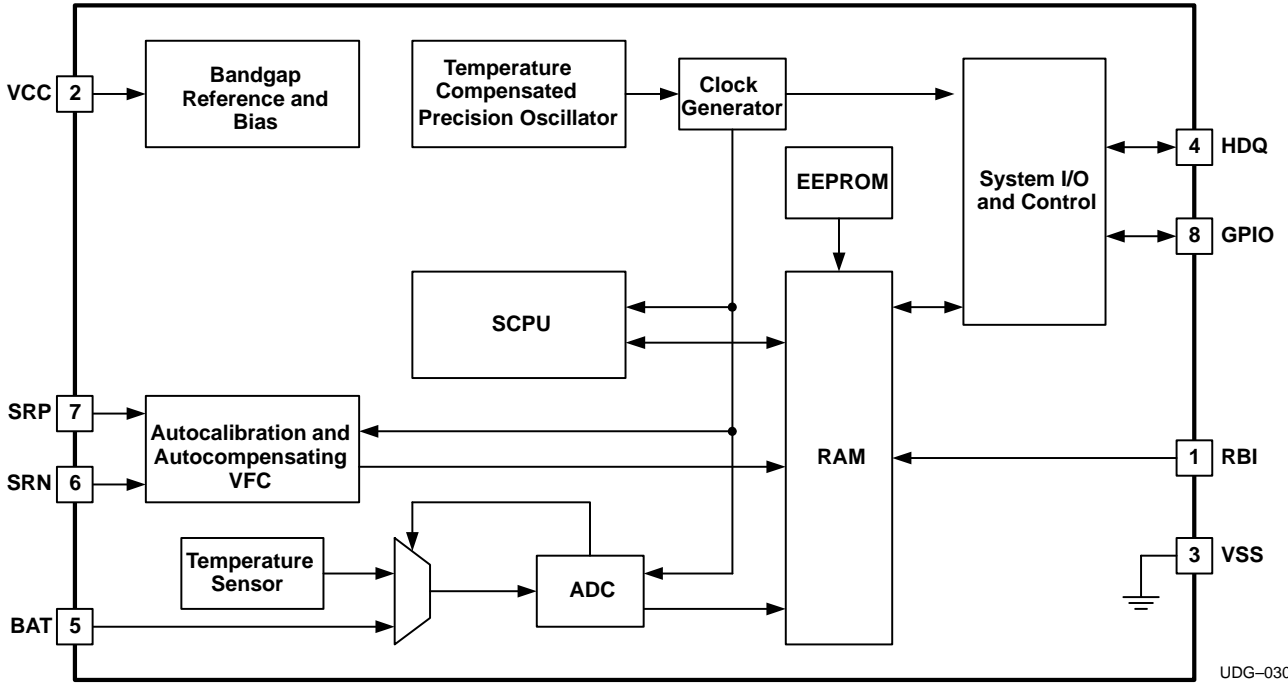 VCC 2
Bandgap
Reference and
Bias
Temperature
Compensated
Precision Oscillator
Clock
Generator
4 HDQ
EEPROM
System I/O
and Control
8 GPIO
SCPU
SRP 7
SRN 6
Autocalibration and
Autocompensating
VFC
RAM
1 RBI
Temperature
Sensor
ADC
3 VSS
BAT 5
UDG–030